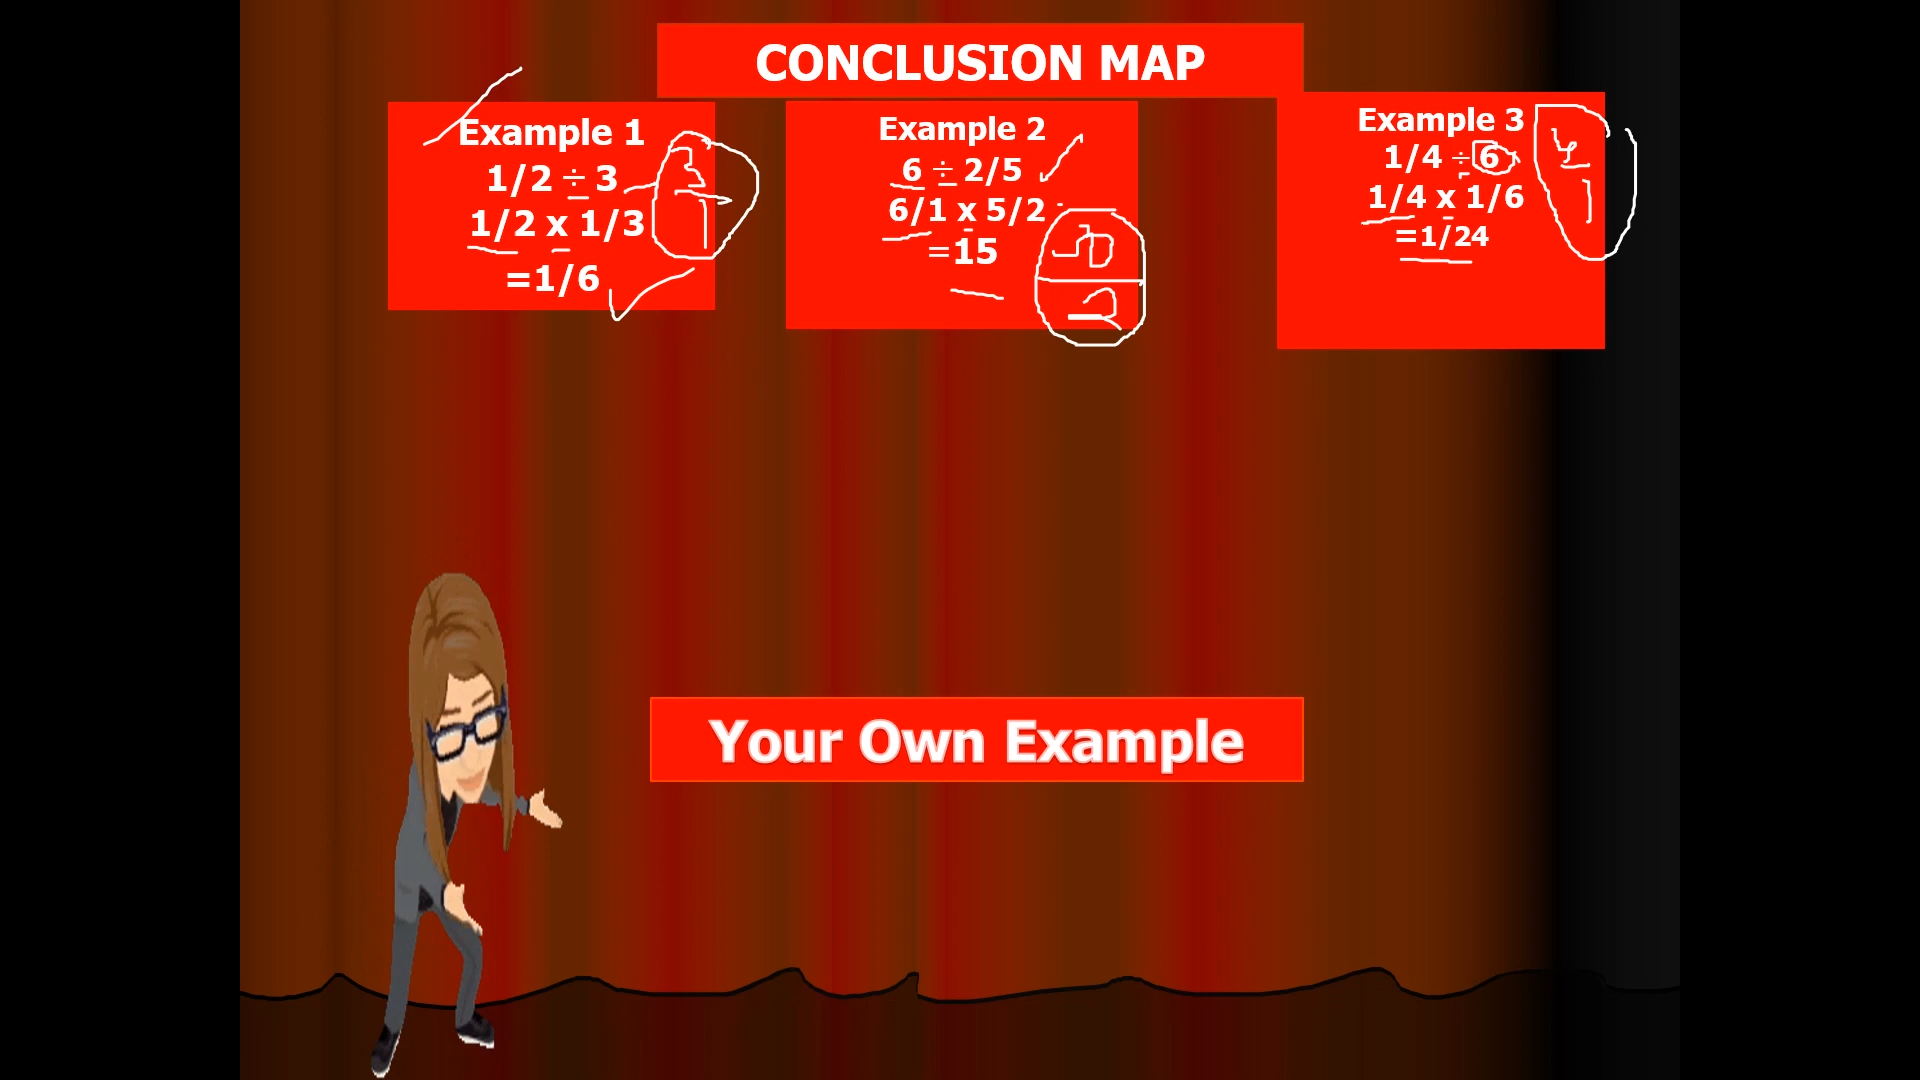 CONCLUSION MAP
Example 1
1/2 ÷ 3
1/2 x 1/3
=1/6
Example 2
6 ÷ 2/5
6/1 x 5/2
=15
Example 3
1/4 ÷ 6
1/4 x 1/6
=1/24
Your Own Example